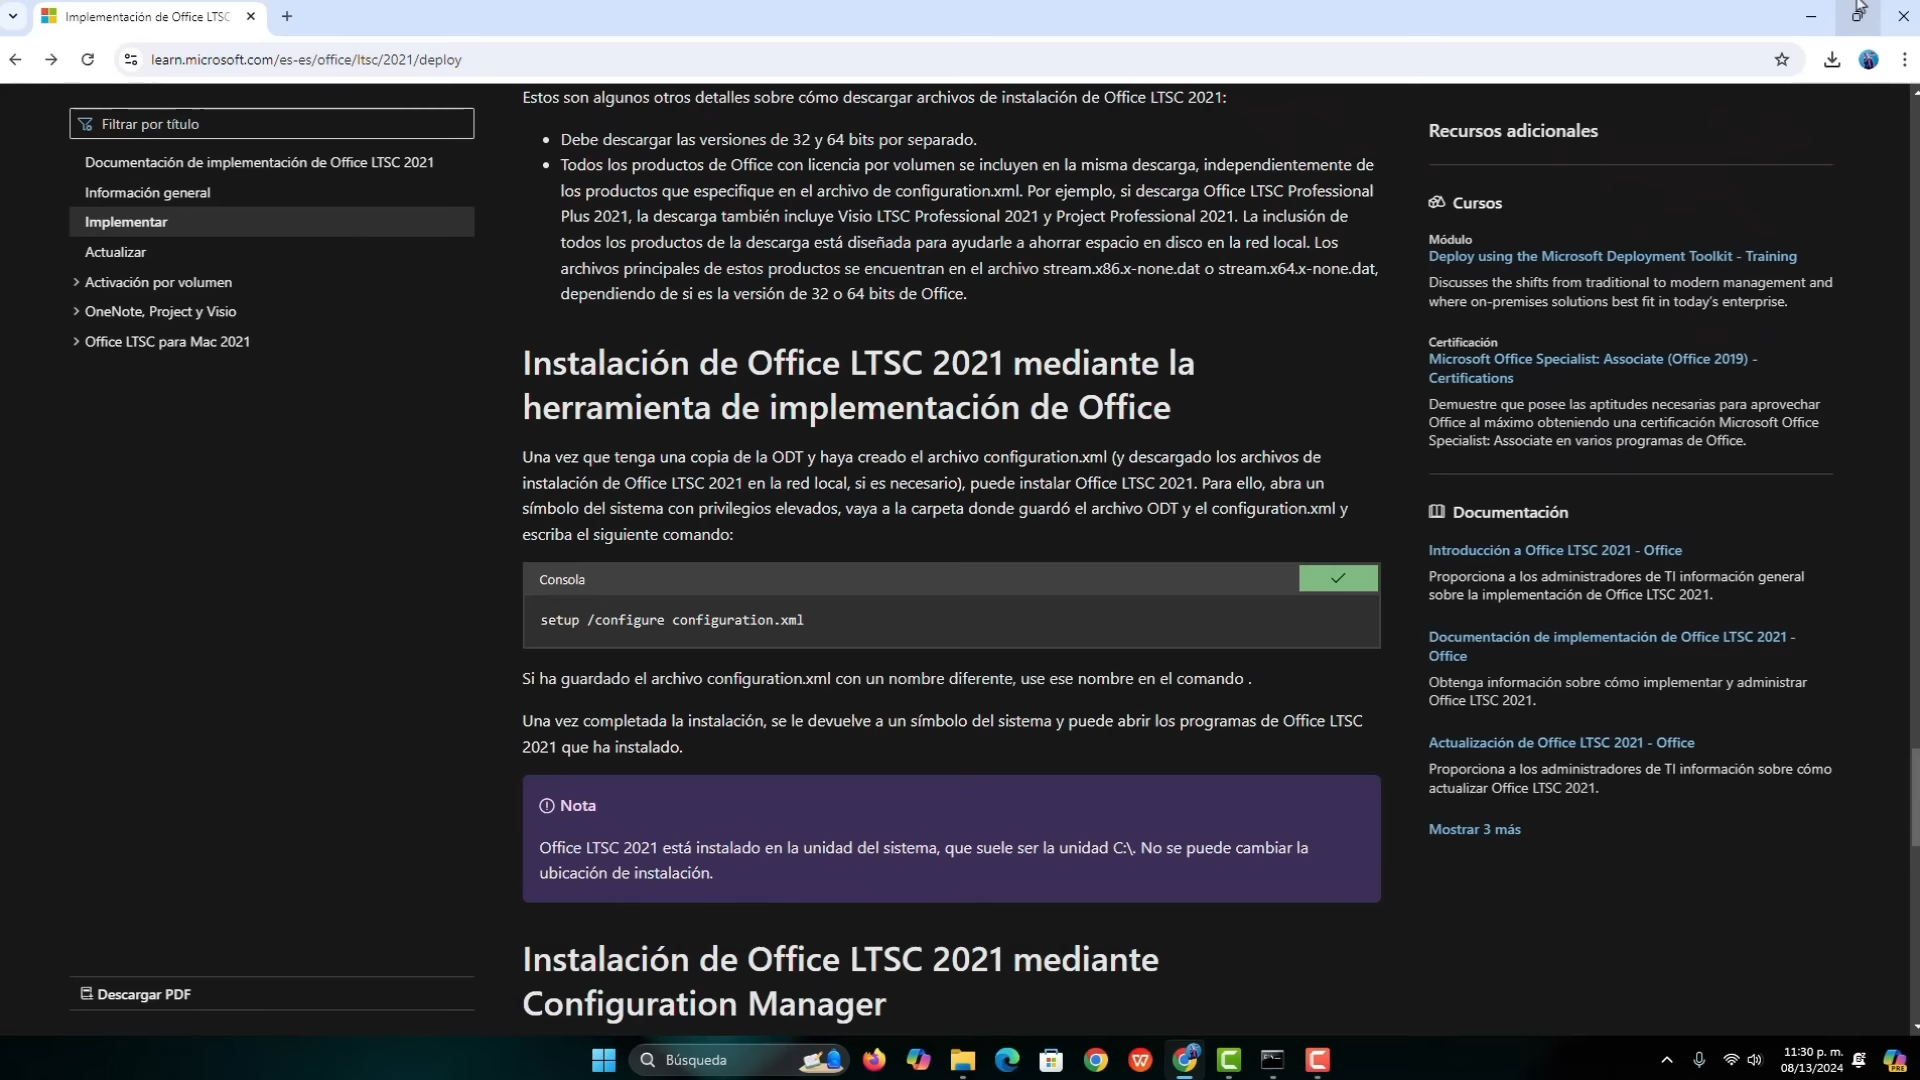 Implementación de Office LTSC
learn.microsoft.com/es-es/office/ltsc/2021/deploy
Filtrar por título
Documentación de implementación de Office LTSC 2021
Información general
Implementar
Actualizar
Activación por volumen
OneNote, Project y Visio
Office LTSC para Mac 2021
Descargar PDF
Estos son algunos otros detalles sobre cómo descargar archivos de instalación de Office LTSC 2021:
• Debe descargar las versiones de 32 y 64 bits por separado.
• Todos los productos de Office con licencia por volumen se incluyen en la misma descarga, independientemente de
los productos que especifique en el archivo de configuration.xml. Por ejemplo, si descarga Office LTSC Professional
Plus 2021, la descarga también incluye Visio LTSC Professional 2021 y Project Professional 2021. La inclusión de
todos los productos de la descarga está diseñada para ayudarle a ahorrar espacio en disco en la red local. Los
archivos principales de estos productos se encuentran en el archivo stream.x86.x-none.dat o stream.x64.x-none.dat,
dependiendo de si es la versión de 32 o 64 bits de Office.
Instalación de Office LTSC 2021 mediante la
herramienta de implementación de Office
Una vez que tenga una copia de la ODT y haya creado el archivo configuration.xml (y descargado los archivos de
instalación de Office LTSC 2021 en la red local, si es necesario), puede instalar Office LTSC 2021. Para ello, abra un
símbolo del sistema con privilegios elevados, vaya a la carpeta donde guardó el archivo ODT y el configuration.xml y
escriba el siguiente comando:
Consola
setup /configure configuration.xml
Si ha guardado el archivo configuration.xml con un nombre diferente, use ese nombre en el comando .
Una vez completada la instalación, se le devuelve a un símbolo del sistema y puede abrir los programas de Office LTSC
2021 que ha instalado.
Nota
Office LTSC 2021 está instalado en la unidad del sistema, que suele ser la unidad C:\. No se puede cambiar la
ubicación de instalación.
Instalación de Office LTSC 2021 mediante
Configuration Manager
Recursos adicionales
Cursos
Módulo
Deploy using the Microsoft Deployment Toolkit - Training
Discusses the shifts from traditional to modern management and
where on-premises solutions best fit in today's enterprise.
Certificación
Microsoft Office Specialist: Associate (Office 2019) -
Certifications
Demuestre que posee las aptitudes necesarias para aprovechar
Office al máximo obteniendo una certificación Microsoft Office
Specialist: Associate en varios programas de Office.
Documentación
Introducción a Office LTSC 2021 - Office
Proporciona a los administradores de TI información general
sobre la implementación de Office LTSC 2021.
Documentación de implementación de Office LTSC 2021 -
Office
Obtenga información sobre cómo implementar y administrar
Office LTSC 2021.
Actualización de Office LTSC 2021 - Office
Proporciona a los administradores de TI información sobre cómo
actualizar Office LTSC 2021.
Mostrar 3 más
Búsqueda
11:30 p. m.
08/13/2024
PRE